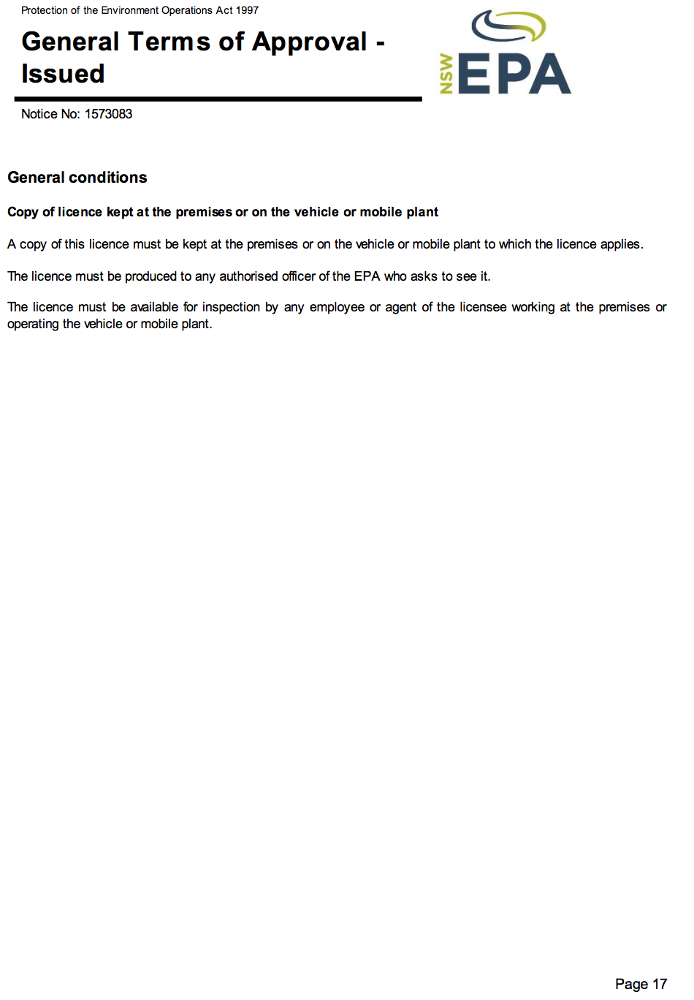 Protection of the Environment Operations Act 1997
General Terms of Approval -
Issued
NSW EPA
Notice No: 1573083
General conditions
Copy of licence kept at the premises or on the vehicle or mobile plant
A copy of this licence must be kept at the premises or on the vehicle or mobile plant to which the licence applies.
The licence must be produced to any authorised officer of the EPA who asks to see it.
The licence must be available for inspection by any employee or agent of the licensee working at the premises or
operating the vehicle or mobile plant.
Page 17